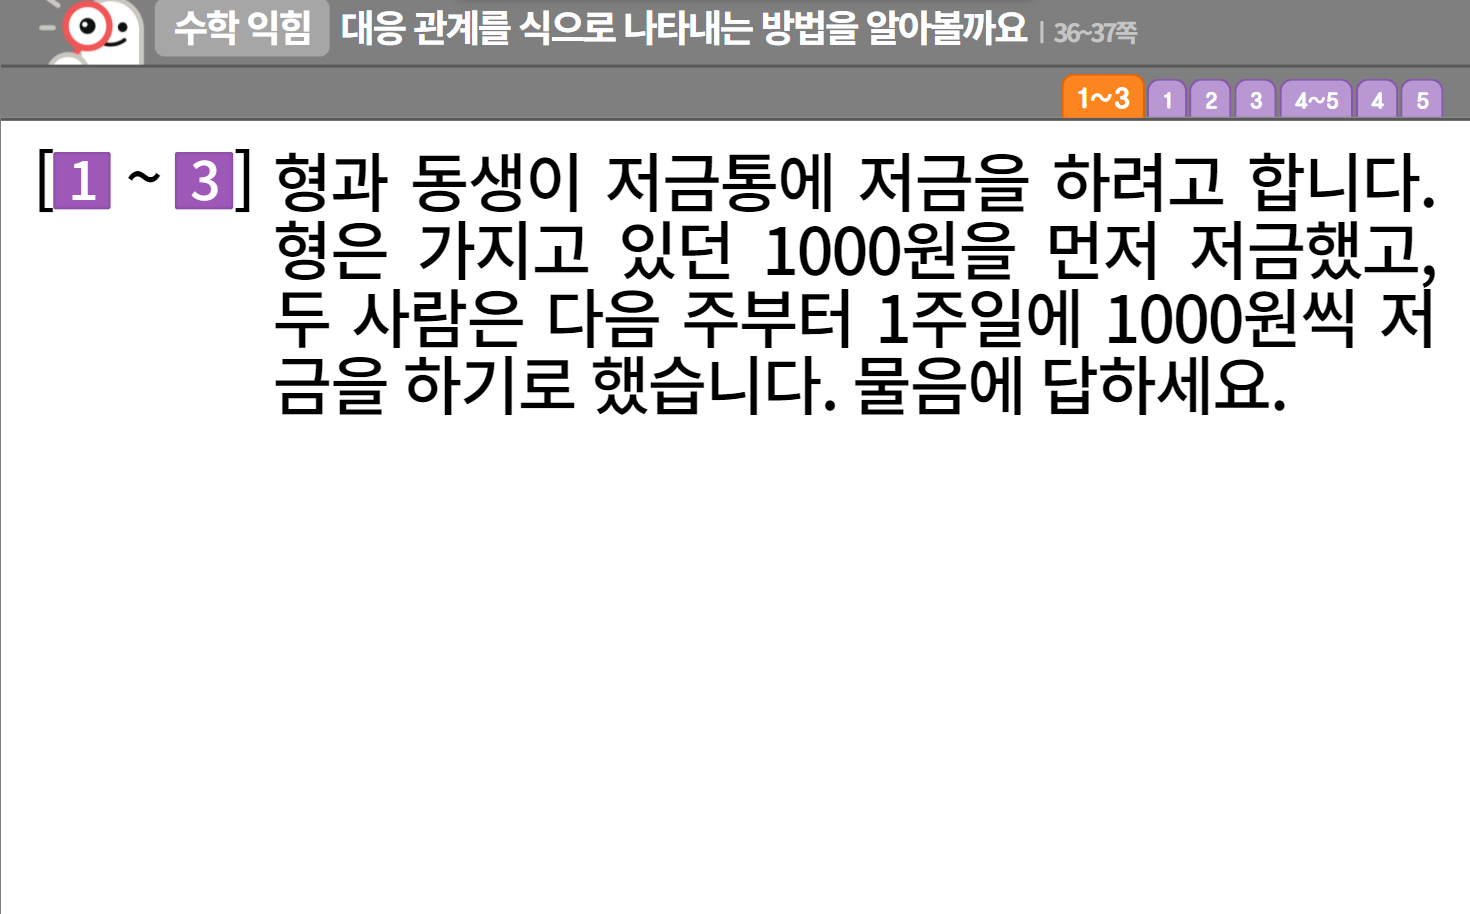 수학 익힘 대응 관계를 식으로 나타내는 방법을 알아볼까요 | 36~37쪽
1~3 1 2 3 4~5 4 5
[1 ~ 3] 형과 동생이 저금통에 저금을 하려고 합니다.
형은 가지고 있던 1000원을 먼저 저금했고,
두 사람은 다음 주부터 1주일에 1000원씩 저
금을 하기로 했습니다. 물음에 답하세요.